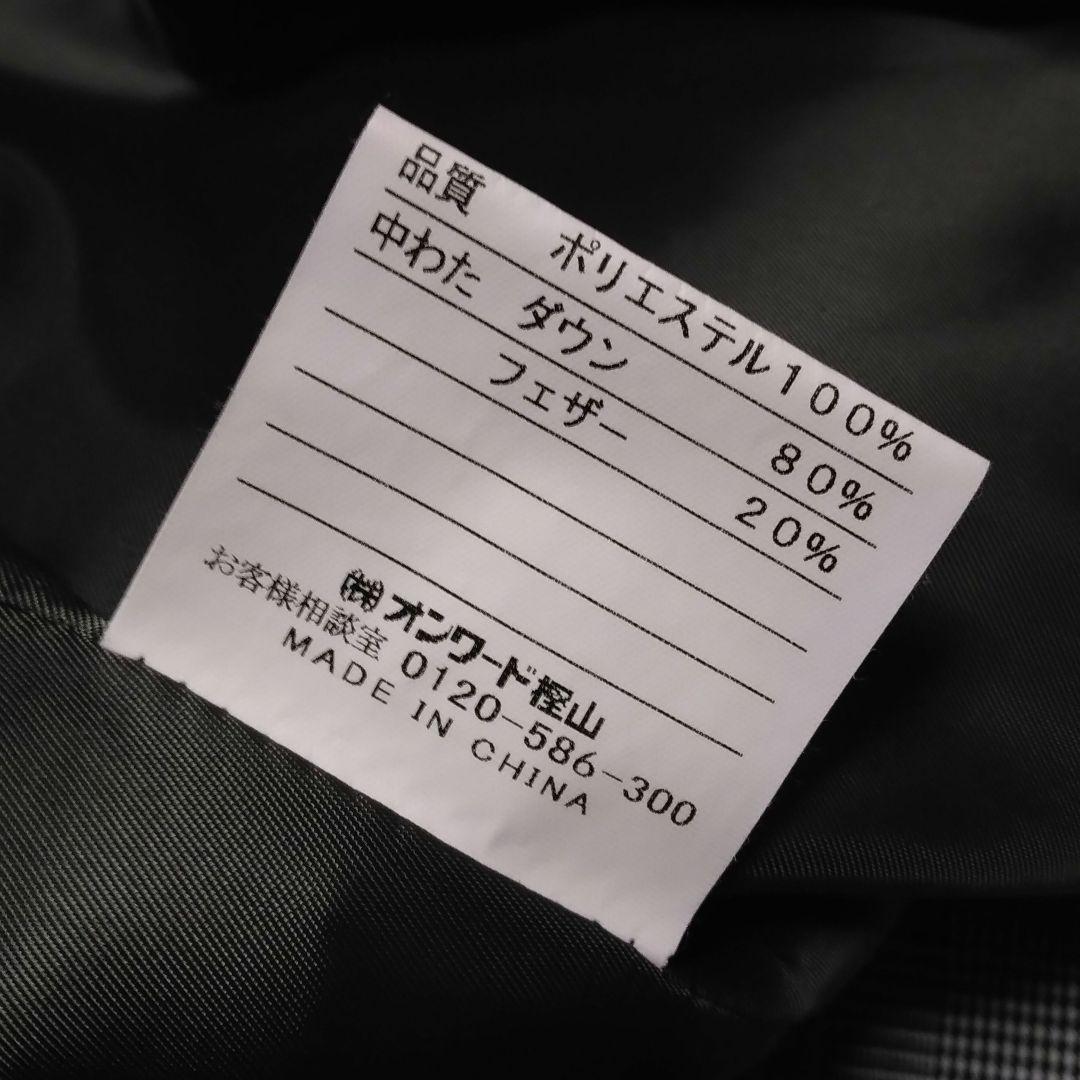 品質 ポリエステル100%
中わた ダウン 80%
フェザー 20%
㈱オンワード樫山
お客様相談室 0120-586-300
MADE IN CHINA